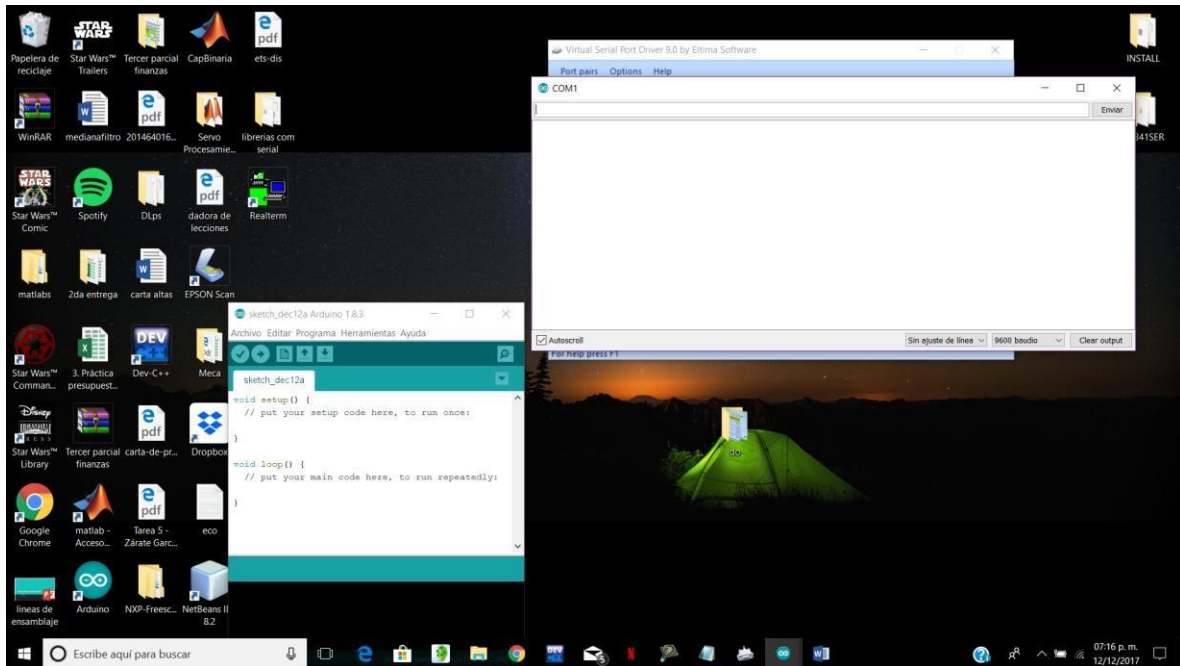 Papelera de reciclaje
Star Wars™ Trailers
Tercer parcial finanzas
CapBinaria
ets-dis
INSTALL
WinRAR
medianafiltro
201464016...
Servo Procesamie...
librerias com serial
341SER
Star Wars™ Comic
Spotify
DLps
dadora de lecciones
Realterm
matlabs
2da entrega
carta altas
EPSON Scan
Star Wars™ Comman...
3. Práctica presupuest...
Dev-C++
Meca
Star Wars™ Library
Tercer parcial finanzas
carta-de-pr...
Dropbox
Google Chrome
matlab - Acceso...
Tarea 5 - Zárate Garc...
eco
lineas de ensamblaje
Arduino
NXP-Freesc...
NetBeans I
8.2
Virtual Serial Port Driver 9.0 by Eltima Software
Port pairs Options Help
COM1
Enviar
Autoscroll
Sin ajuste de línea
9600 baudio
Clear output
For help press F1
sketch_dec12a Arduino 1.8.3
Archivo Editar Programa Herramientas Ayuda
sketch_dec12a
void setup() {
// put your setup code here, to run once:
}
void loop() {
// put your main code here, to run repeatedly:
}
do
Escribe aquí para buscar
07:16 p. m.
12/12/2017